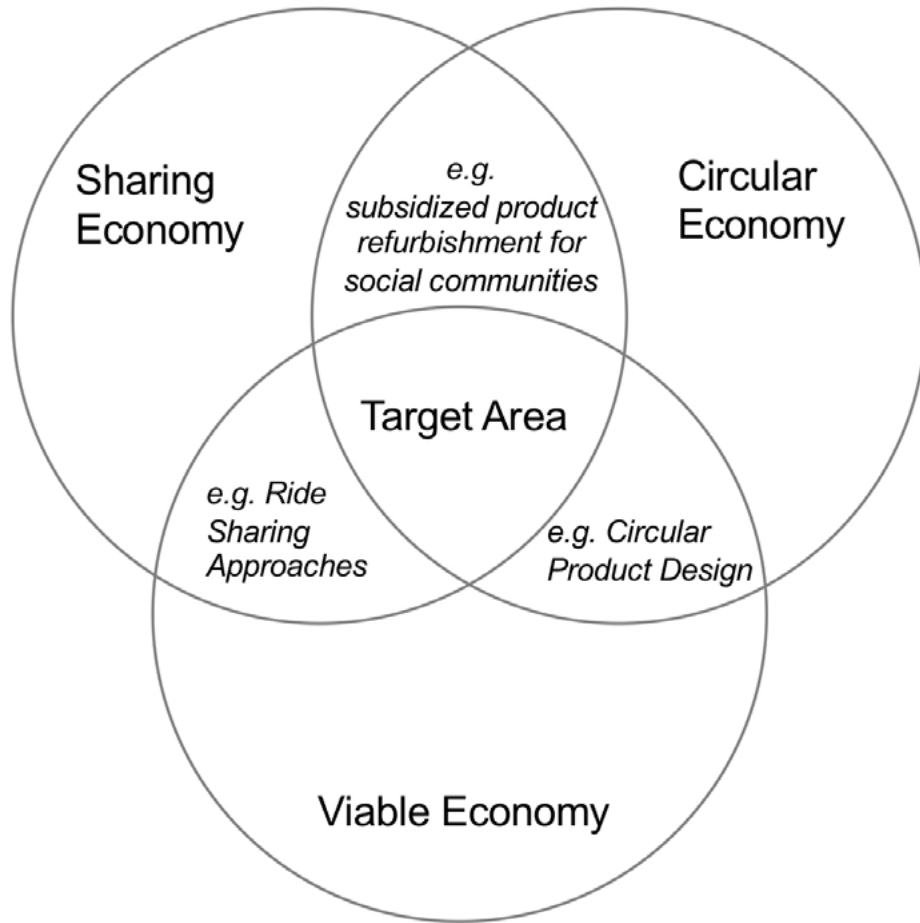 Sharing
Economy
e.g.
subsidized product
refurbishment for
social communities
Circular
Economy
Target Area
e.g. Ride
Sharing
Approaches
e.g. Circular
Product Design
Viable Economy